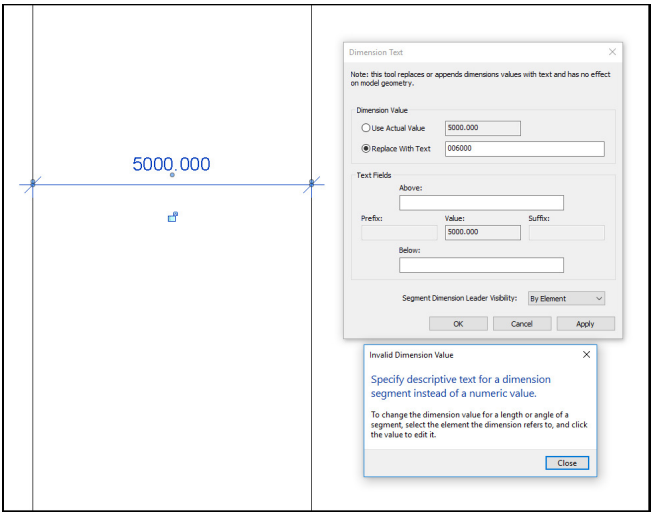 5000.000
Dimension Text
Note: this tool replaces or appends dimensions values with text and has no effect
on model geometry.
Dimension Value
Use Actual Value
5000.000
Replace With Text
006000
Text Fields
Above:
Prefix:
Value:
Suffix:
5000.000
Below:
Segment Dimension Leader Visibility:
By Element
OK
Cancel
Apply
Invalid Dimension Value
Specify descriptive text for a dimension
segment instead of a numeric value.
To change the dimension value for a length or angle of a
segment, select the element the dimension refers to, and click
the value to edit it.
Close